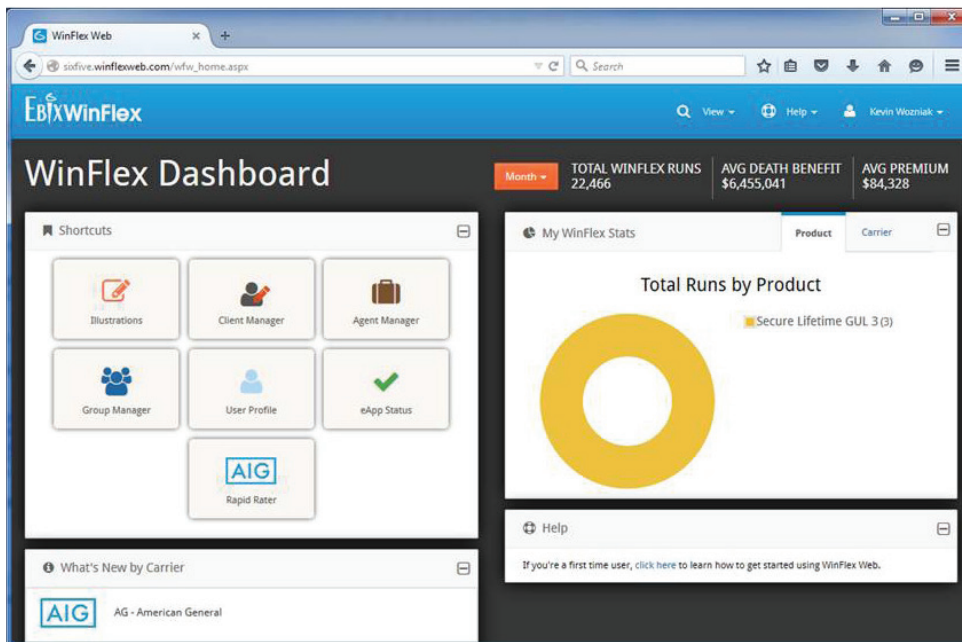 WinFlex Web
sixfive.winflexweb.com/wfw_home.aspx
Search
EbixWinFlex
View
Help
Kevin Wozniak
WinFlex Dashboard
Month
TOTAL WINFLEX RUNS
22,466
AVG DEATH BENEFIT
$6,455,041
AVG PREMIUM
$84,328
Shortcuts
Illustrations
Client Manager
Agent Manager
Group Manager
User Profile
eApp Status
AIG
Rapid Rater
What's New by Carrier
AIG
AG - American General
My WinFlex Stats
Product
Carrier
Total Runs by Product
Secure Lifetime GUL 3 (3)
Help
If you're a first time user, click here to learn how to get started using WinFlex Web.